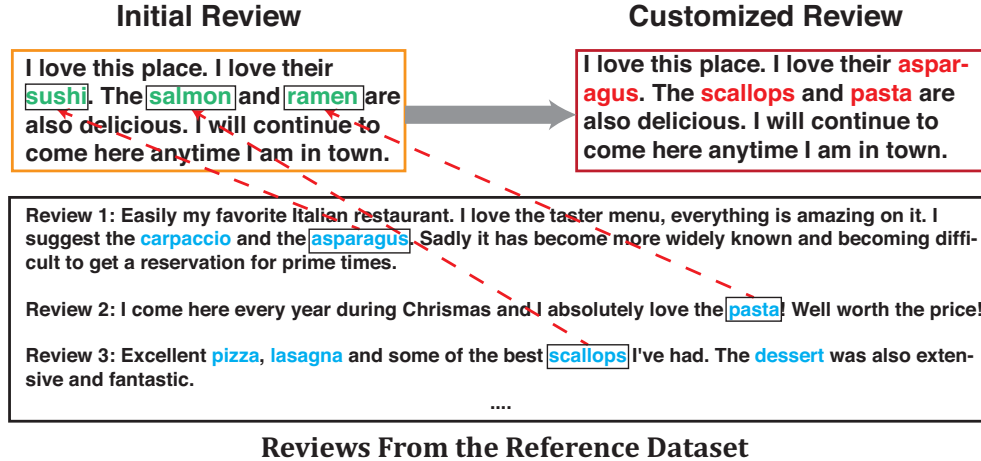 Initial Review
Customized Review
I love this place. I love their
sushi. The salmon and ramen are
also delicious. I will continue to
come here anytime I am in town.
I love this place. I love their aspar-
agus. The scallops and pasta are
also delicious. I will continue to
come here anytime I am in town.
Review 1: Easily my favorite Italian restaurant. I love the taster menu, everything is amazing on it. I
suggest the carpaccio and the asparagus. Sadly it has become more widely known and becoming diffi-
cult to get a reservation for prime times.
Review 2: I come here every year during Chrismas and I absolutely love the pasta! Well worth the price!
Review 3: Excellent pizza, lasagna and some of the best scallops I've had. The dessert was also exten-
sive and fantastic.
....
Reviews From the Reference Dataset